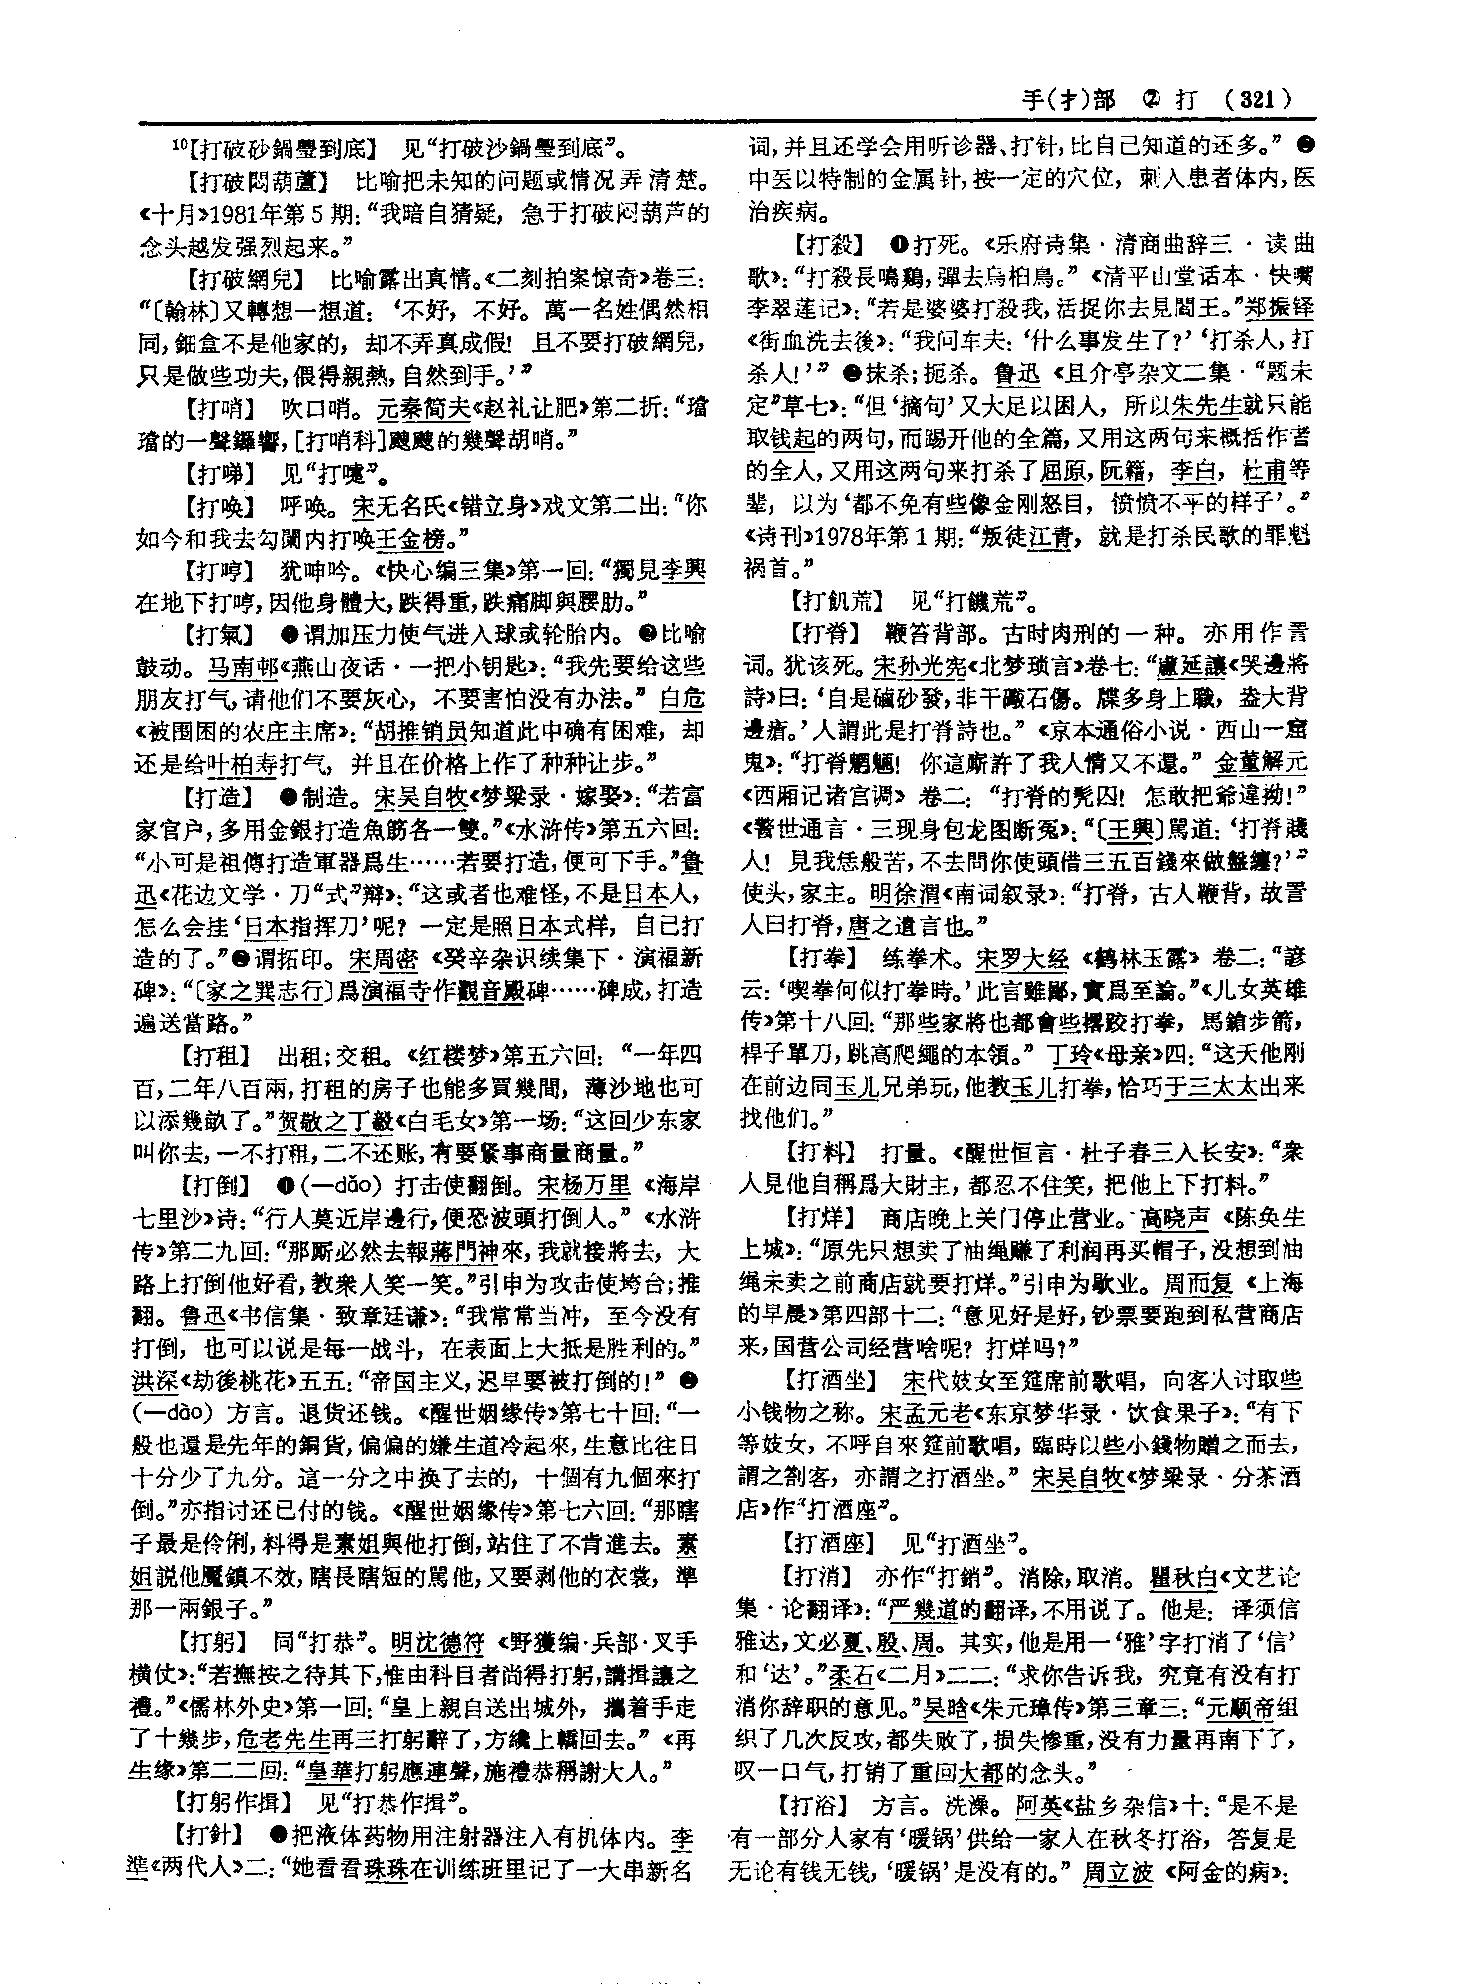 手(扌)部　②打　(321)
¹⁰【打破砂鍋璺到底】　见“打破沙鍋璺到底”。
【打破悶葫蘆】　比喻把未知的问题或情况弄清楚。
《十月》1981年第5期：“我暗自猜疑，急于打破闷葫芦的
念头越发强烈起来。”
【打破網兒】　比喻露出真情。《二刻拍案惊奇》卷三：
“〔翰林〕又轉想一想道：‘不好，不好。萬一名姓偶然相
同，鈿盒不是他家的，却不弄真成假！且不要打破網兒，
只是做些功夫，偎得親熱，自然到手。’”
【打哨】　吹口哨。元秦简夫《赵礼让肥》第二折：“璫
璫的一聲鑼響，[打哨科]颼颼的幾聲胡哨。”
【打嚏】　见“打嚔”。
【打唤】　呼唤。宋无名氏《错立身》戏文第二出：“你
如今和我去勾闌内打唤王金榜。”
【打哼】　犹呻吟。《快心编三集》第一回：“獨見李興
在地下打哼，因他身體大，跌得重，跌痛脚與腰肋。”
【打氣】　❶谓加压力使气进入球或轮胎内。❷比喻
鼓动。马南邨《燕山夜话·一把小钥匙》：“我先要给这些
朋友打气，请他们不要灰心，不要害怕没有办法。”白危
《被围困的农庄主席》：“胡推销员知道此中确有困难，却
还是给叶柏寿打气，并且在价格上作了种种让步。”
【打造】　❶制造。宋吴自牧《梦粱录·嫁娶》：“若富
家官户，多用金銀打造魚筯各一雙。”《水浒传》第五六回：
“小可是祖傳打造軍器爲生……若要打造，便可下手。”鲁
迅《花边文学·刀“式”辩》：“这或者也难怪，不是日本人，
怎么会挂‘日本指挥刀’呢？一定是照日本式样，自己打
造的了。”❷谓拓印。宋周密《癸辛杂识续集下·演福新
碑》：“〔家之巽志行〕爲演福寺作觀音殿碑……碑成，打造
遍送當路。”
【打租】　出租；交租。《红楼梦》第五六回：“一年四
百，二年八百兩，打租的房子也能多買幾間，薄沙地也可
以添幾畝了。”贺敬之丁毅《白毛女》第一场：“这回少东家
叫你去，一不打租，二不还账，有要紧事商量商量。”
【打倒】　❶(—dǎo)打击使翻倒。宋杨万里《海岸
七里沙》诗：“行人莫近岸邊行，便恐波頭打倒人。”《水浒
传》第二九回：“那厮必然去報蔣門神來，我就接將去，大
路上打倒他好看，教衆人笑一笑。”引申为攻击使垮台；推
翻。鲁迅《书信集·致章廷谦》：“我常常当冲，至今没有
打倒，也可以说是每一战斗，在表面上大抵是胜利的。”
洪深《劫後桃花》五五：“帝国主义，迟早要被打倒的！”❷
(—dào)方言。退货还钱。《醒世姻缘传》第七十回：“一
般也還是先年的銅貨，偏偏的嫌生道冷起來，生意比往日
十分少了九分。這一分之中换了去的，十個有九個來打
倒。”亦指讨还已付的钱。《醒世姻缘传》第七六回：“那瞎
子最是伶俐，料得是素姐與他打倒，站住了不肯進去。素
姐説他魘鎮不效，瞎長瞎短的駡他，又要剥他的衣裳，準
那一兩銀子。”
【打躬】　同“打恭”。明沈德符《野獲编·兵部·叉手
横仗》：“若撫按之待其下，惟由科目者尚得打躬，講揖讓之
禮。”《儒林外史》第一回：“皇上親自送出城外，攜着手走
了十幾步，危老先生再三打躬辭了，方纔上轎回去。”《再
生缘》第二二回：“皇華打躬應連聲，施禮恭稱謝大人。”
【打躬作揖】　见“打恭作揖”。
【打針】　❶把液体药物用注射器注入有机体内。李
準《两代人》二：“她看看珠珠在训练班里记了一大串新名
词，并且还学会用听诊器、打针，比自己知道的还多。”❷
中医以特制的金属针，按一定的穴位，刺入患者体内，医
治疾病。
【打殺】　❶打死。《乐府诗集·清商曲辞三·读曲
歌》：“打殺長鳴鷄，彈去烏桕鳥。”《清平山堂话本·快嘴
李翠莲记》：“若是婆婆打殺我，活捉你去見閻王。”郑振铎
《街血洗去後》：“我问车夫：‘什么事发生了？’‘打杀人，打
杀人！’”❷抹杀；扼杀。鲁迅《且介亭杂文二集·“题未
定”草七》：“但‘摘句’又大足以困人，所以朱先生就只能
取钱起的两句，而踢开他的全篇，又用这两句来概括作者
的全人，又用这两句来打杀了屈原，阮籍，李白，杜甫等
辈，以为‘都不免有些像金刚怒目，愤愤不平的样子’。”
《诗刊》1978年第1期：“叛徒江青，就是打杀民歌的罪魁
祸首。”
【打飢荒】　见“打饑荒”。
【打脊】　鞭笞背部。古时肉刑的一种。亦用作詈
词。犹该死。宋孙光宪《北梦琐言》卷七：“盧延讓《哭邊將
詩》曰：‘自是硇砂發，非干礮石傷。牒多身上職，盎大背
邊瘡。’人謂此是打脊詩也。”《京本通俗小说·西山一窟
鬼》：“打脊魍魎！你這厮許了我人情又不還。”金董解元
《西厢记诸宫调》卷二：“打脊的髡囚！怎敢把爺違拗！”
《警世通言·三现身包龙图断冤》：“〔王興〕駡道：‘打脊賤
人！見我恁般苦，不去問你使頭借三五百錢來做盤纏？’”
使头，家主。明徐渭《南词叙录》：“打脊，古人鞭背，故詈
人曰打脊，唐之遺言也。”
【打拳】　练拳术。宋罗大经《鹤林玉露》卷二：“諺
云：‘喫拳何似打拳時。’此言雖鄙，實爲至論。”《儿女英雄
传》第十八回：“那些家將也都會些撂跤打拳，馬鎗步箭，
桿子單刀，跳高爬繩的本領。”丁玲《母亲》四：“这天他刚
在前边同玉儿兄弟玩，他教玉儿打拳，恰巧于三太太出来
找他们。”
【打料】　打量。《醒世恒言·杜子春三入长安》：“衆
人見他自稱爲大財主，都忍不住笑，把他上下打料。”
【打烊】　商店晚上关门停止营业。高晓声《陈奂生
上城》：“原先只想卖了油绳赚了利润再买帽子，没想到油
绳未卖之前商店就要打烊。”引申为歇业。周而复《上海
的早晨》第四部十二：“意见好是好，钞票要跑到私营商店
来，国营公司经营啥呢？打烊吗？”
【打酒坐】　宋代妓女至筵席前歌唱，向客人讨取些
小钱物之称。宋孟元老《东京梦华录·饮食果子》：“有下
等妓女，不呼自來筵前歌唱，臨時以些小錢物贈之而去，
謂之劄客，亦謂之打酒坐。”宋吴自牧《梦粱录·分茶酒
店》作“打酒座”。
【打酒座】　见“打酒坐”。
【打消】　亦作“打銷”。消除，取消。瞿秋白《文艺论
集·论翻译》：“严幾道的翻译，不用说了。他是：译须信
雅达，文必夏、殷、周。其实，他是用一‘雅’字打消了‘信’
和‘达’。”柔石《二月》二二：“求你告诉我，究竟有没有打
消你辞职的意见。”吴晗《朱元璋传》第三章三：“元顺帝组
织了几次反攻，都失败了，损失惨重，没有力量再南下了，
叹一口气，打销了重回大都的念头。”
【打浴】　方言。洗澡。阿英《盐乡杂信》十：“是不是
有一部分人家有‘暖锅’供给一家人在秋冬打浴，答复是
无论有钱无钱，‘暖锅’是没有的。”周立波《阿金的病》：